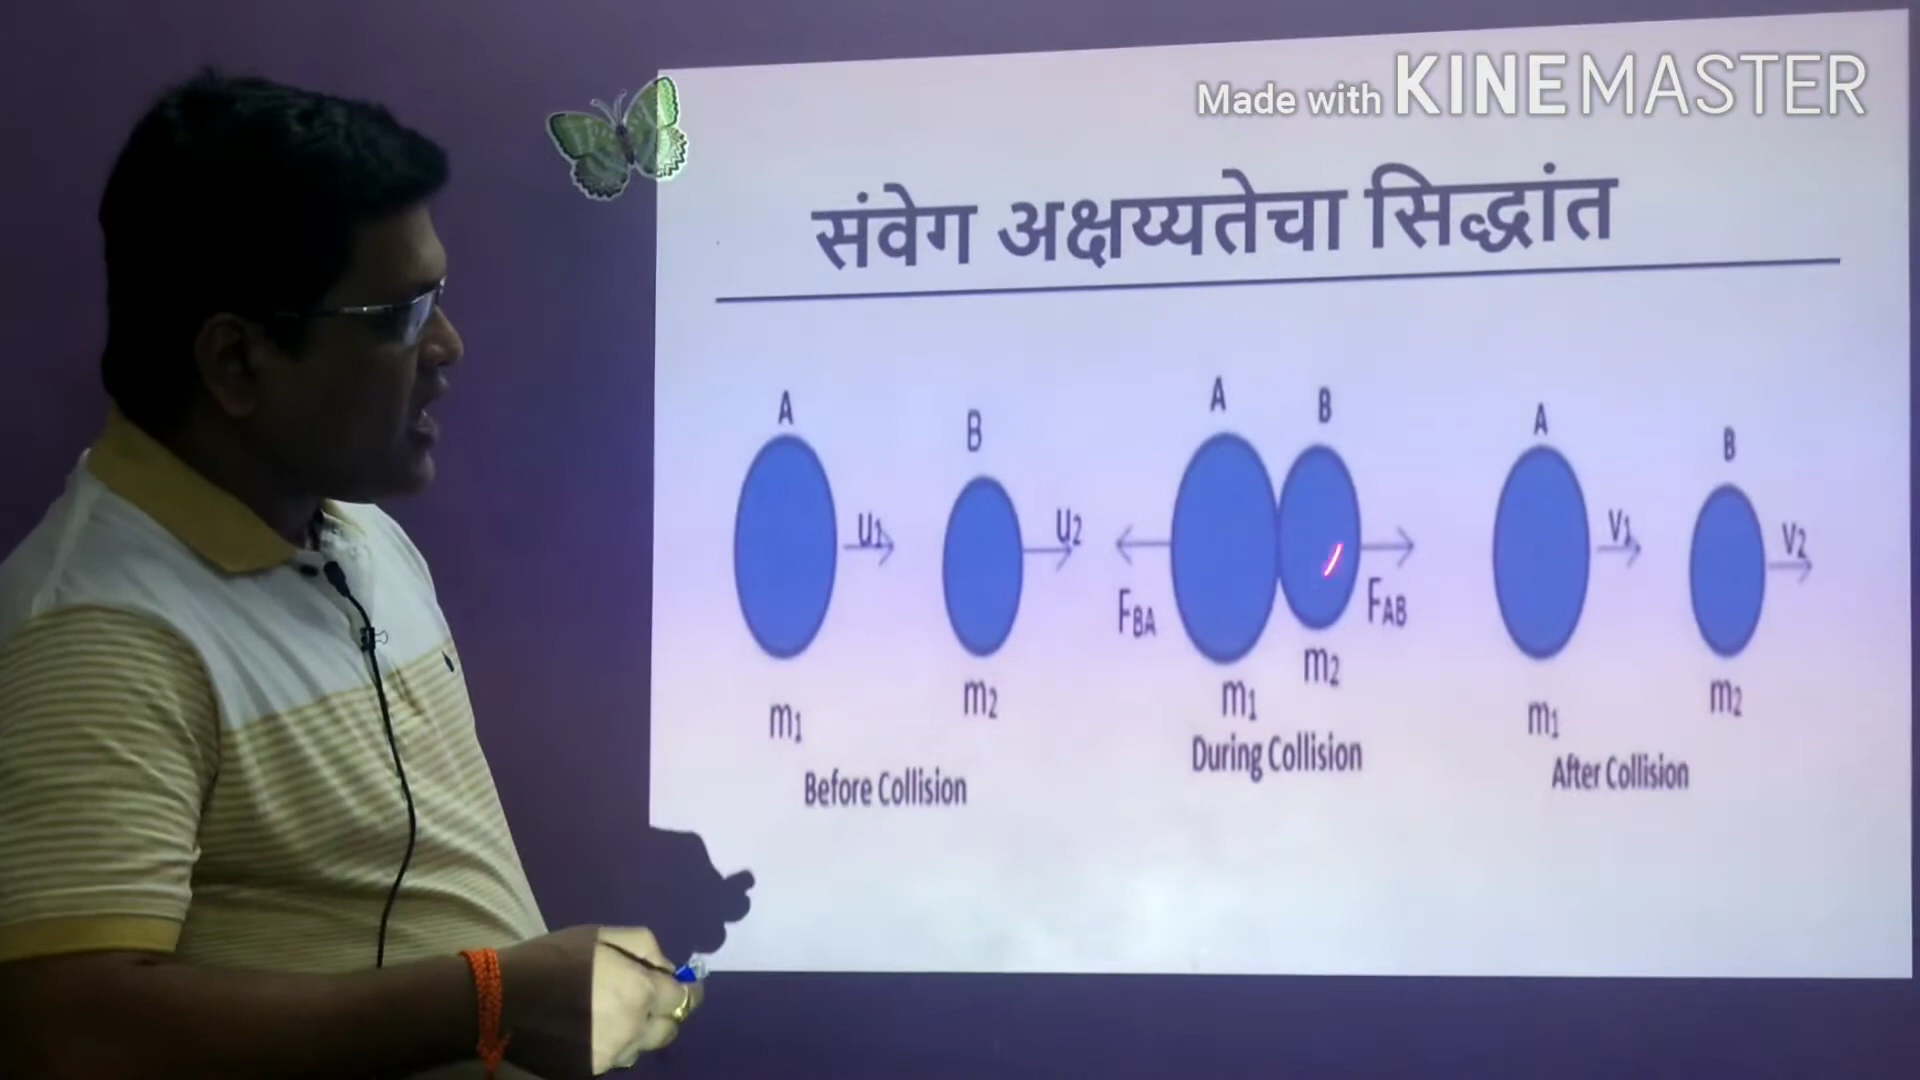 Made with KINEMASTER
संवेग अक्षय्यतेचा सिद्धांत
A B A B A B
u1 u2 v1 v2
FBA FAB
m1 m2 m1 m2 m1 m2
Before Collision During Collision After Collision